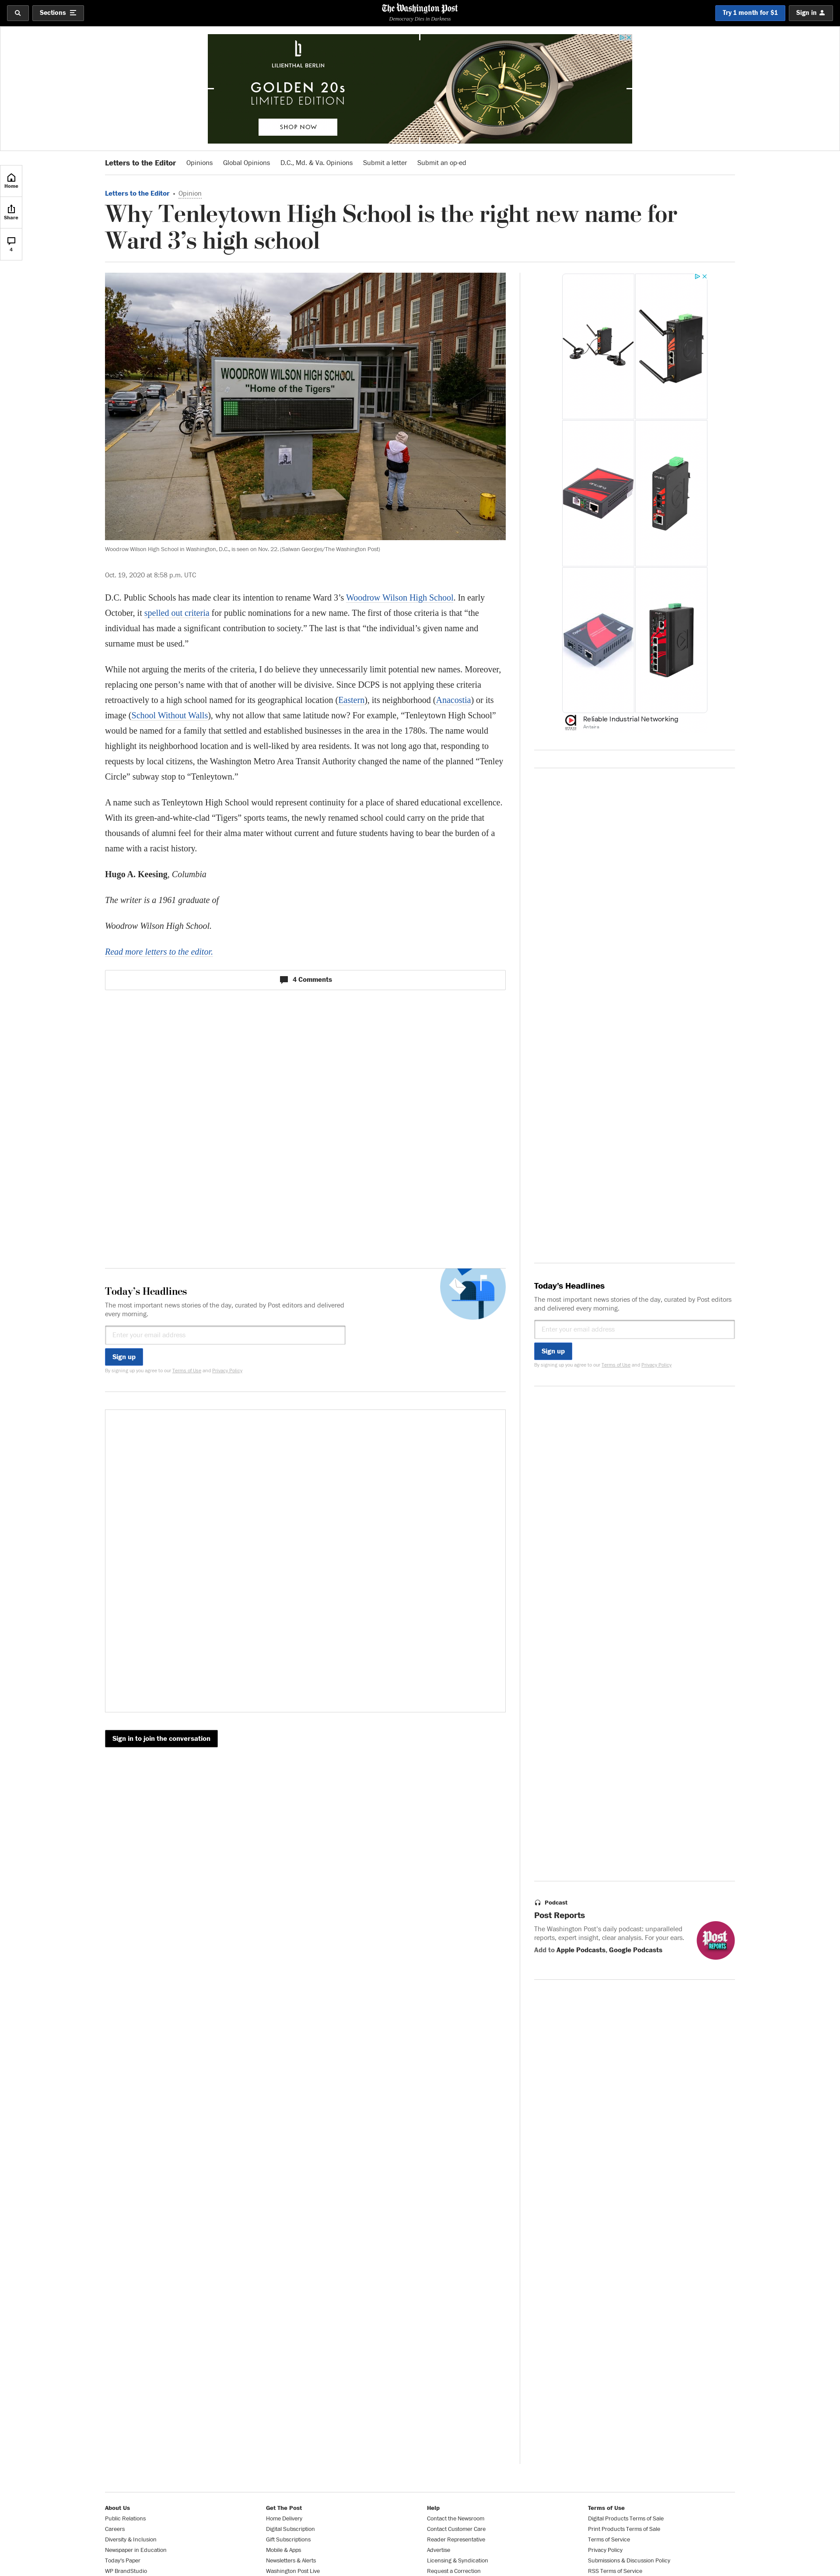 Sections
The Washington Post
Democracy Dies in Darkness
Try 1 month for $1
Sign in
LILIENTHAL BERLIN
GOLDEN 20s
LIMITED EDITION
SHOP NOW
Home
Share
4
Letters to the Editor
Opinions
Global Opinions
D.C., Md. & Va. Opinions
Submit a letter
Submit an op-ed
Letters to the Editor • Opinion
Why Tenleytown High School is the right new name for
Ward 3’s high school
WOODROW WILSON HIGH SCHOOL
"Home of the Tigers"
Woodrow Wilson High School in Washington, D.C., is seen on Nov. 22. (Salwan Georges/The Washington Post)
Oct. 19, 2020 at 8:58 p.m. UTC
D.C. Public Schools has made clear its intention to rename Ward 3’s Woodrow Wilson High School. In early
October, it spelled out criteria for public nominations for a new name. The first of those criteria is that “the
individual has made a significant contribution to society.” The last is that “the individual’s given name and
surname must be used.”
While not arguing the merits of the criteria, I do believe they unnecessarily limit potential new names. Moreover,
replacing one person’s name with that of another will be divisive. Since DCPS is not applying these criteria
retroactively to a high school named for its geographical location (Eastern), its neighborhood (Anacostia) or its
image (School Without Walls), why not allow that same latitude now? For example, “Tenleytown High School”
would be named for a family that settled and established businesses in the area in the 1780s. The name would
highlight its neighborhood location and is well-liked by area residents. It was not long ago that, responding to
requests by local citizens, the Washington Metro Area Transit Authority changed the name of the planned “Tenley
Circle” subway stop to “Tenleytown.”
A name such as Tenleytown High School would represent continuity for a place of shared educational excellence.
With its green-and-white-clad “Tigers” sports teams, the newly renamed school could carry on the pride that
thousands of alumni feel for their alma mater without current and future students having to bear the burden of a
name with a racist history.
Hugo A. Keesing, Columbia
The writer is a 1961 graduate of
Woodrow Wilson High School.
Read more letters to the editor.
4 Comments
Reliable Industrial Networking
Antaira
Today’s Headlines
The most important news stories of the day, curated by Post editors and delivered
every morning.
Enter your email address
Sign up
By signing up you agree to our Terms of Use and Privacy Policy
Today’s Headlines
The most important news stories of the day, curated by Post editors
and delivered every morning.
Enter your email address
Sign up
By signing up you agree to our Terms of Use and Privacy Policy
Sign in to join the conversation
Podcast
Post Reports
The Washington Post’s daily podcast: unparalleled
reports, expert insight, clear analysis. For your ears.
Add to Apple Podcasts, Google Podcasts
Post
REPORTS
About Us
Public Relations
Careers
Diversity & Inclusion
Newspaper in Education
Today's Paper
WP BrandStudio
Get The Post
Home Delivery
Digital Subscription
Gift Subscriptions
Mobile & Apps
Newsletters & Alerts
Washington Post Live
Help
Contact the Newsroom
Contact Customer Care
Reader Representative
Advertise
Licensing & Syndication
Request a Correction
Terms of Use
Digital Products Terms of Sale
Print Products Terms of Sale
Terms of Service
Privacy Policy
Submissions & Discussion Policy
RSS Terms of Service